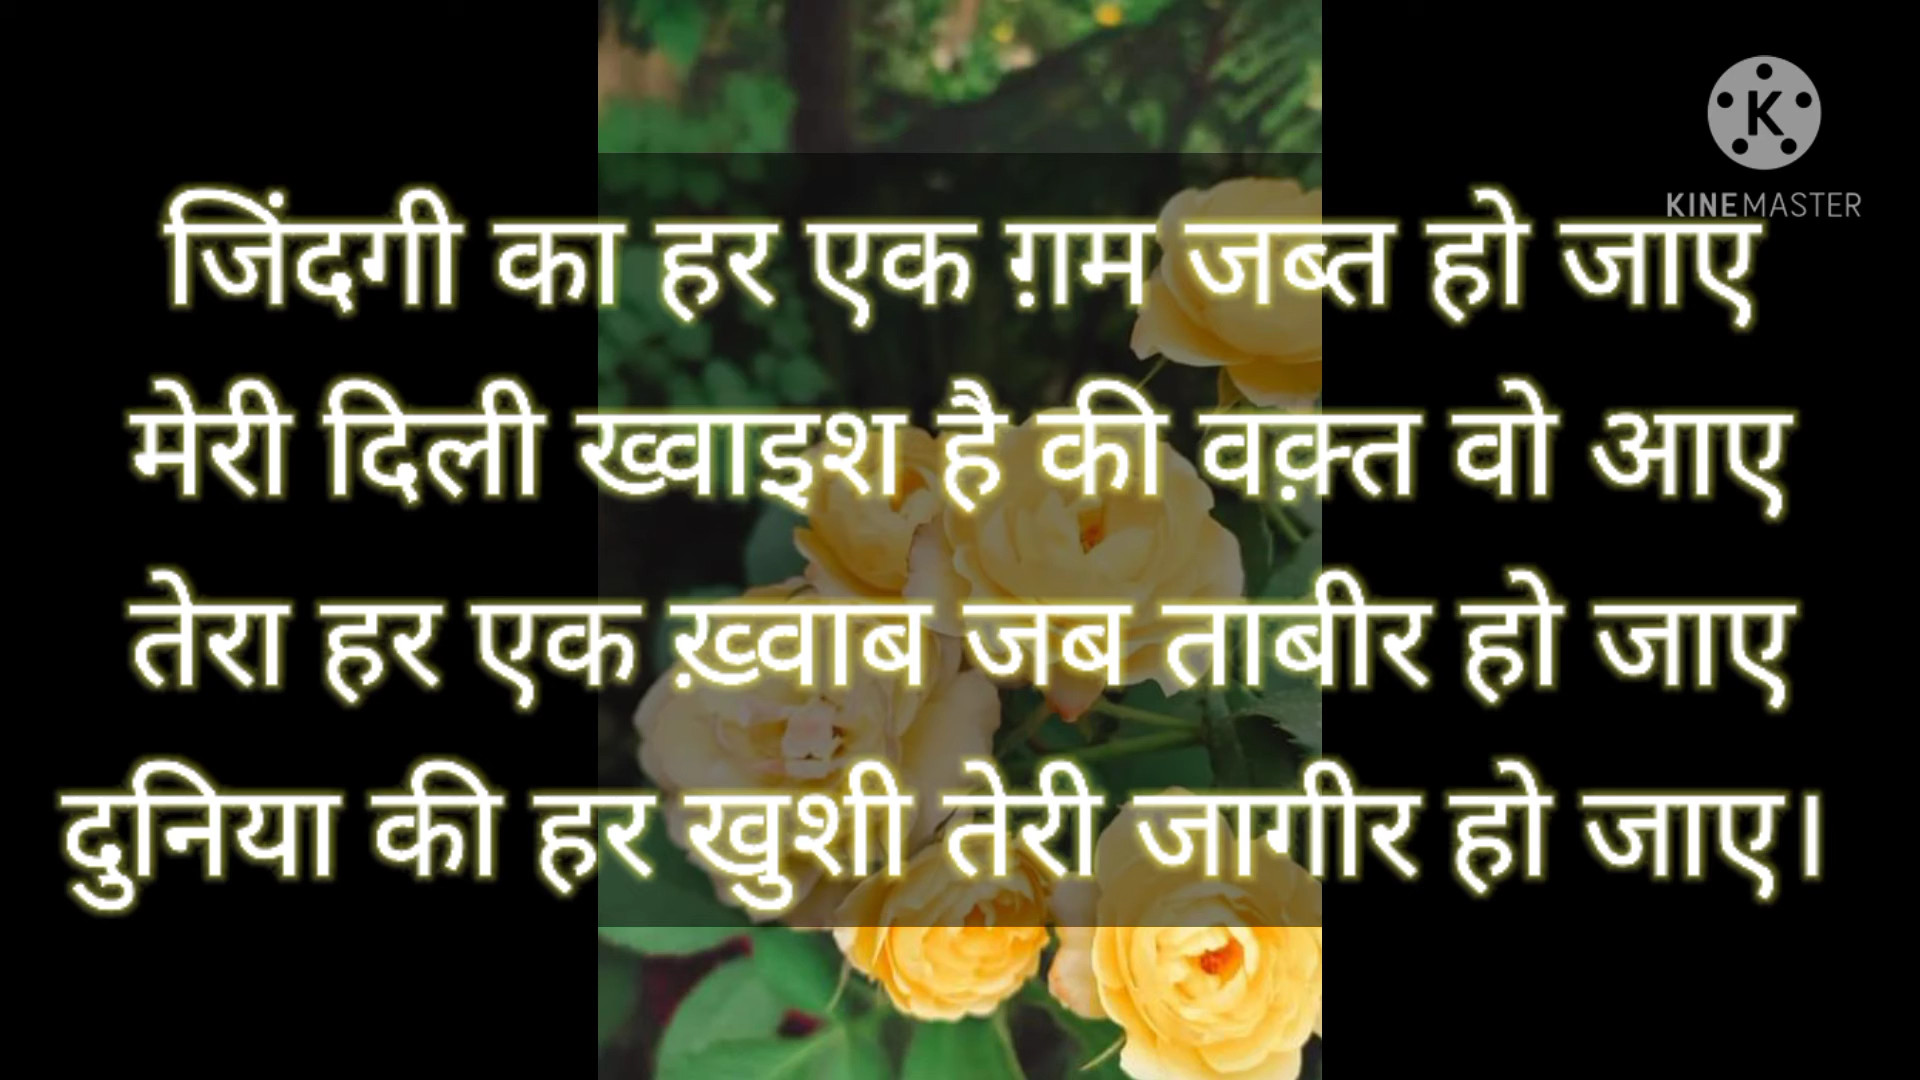 K
KINEMASTER
जिंदगी का हर एक ग़म जब्त हो जाए
मेरी दिली ख्वाइश है की वक़्त वो आए
तेरा हर एक ख़्वाब जब ताबीर हो जाए
दुनिया की हर खुशी तेरी जागीर हो जाए।